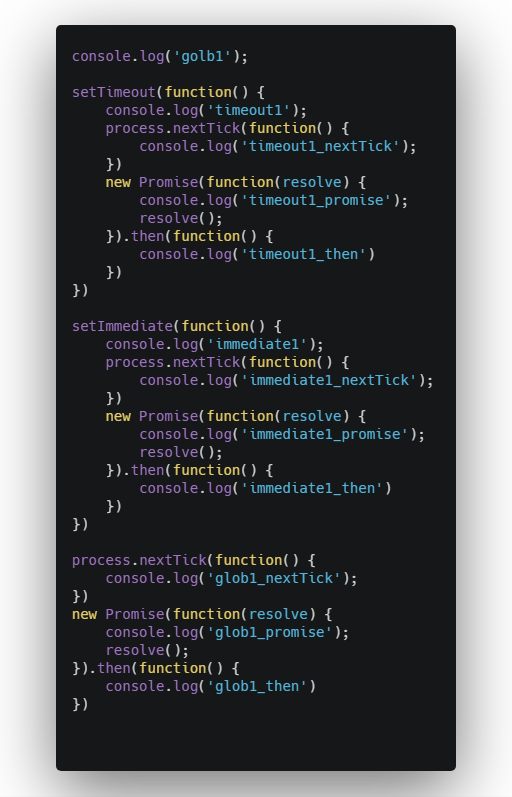 console.log('golb1');

setTimeout(function() {
    console.log('timeout1');
    process.nextTick(function() {
        console.log('timeout1_nextTick');
    })
    new Promise(function(resolve) {
        console.log('timeout1_promise');
        resolve();
    }).then(function() {
        console.log('timeout1_then')
    })
})

setImmediate(function() {
    console.log('immediate1');
    process.nextTick(function() {
        console.log('immediate1_nextTick');
    })
    new Promise(function(resolve) {
        console.log('immediate1_promise');
        resolve();
    }).then(function() {
        console.log('immediate1_then')
    })
})

process.nextTick(function() {
    console.log('glob1_nextTick');
})
new Promise(function(resolve) {
    console.log('glob1_promise');
    resolve();
}).then(function() {
    console.log('glob1_then')
})